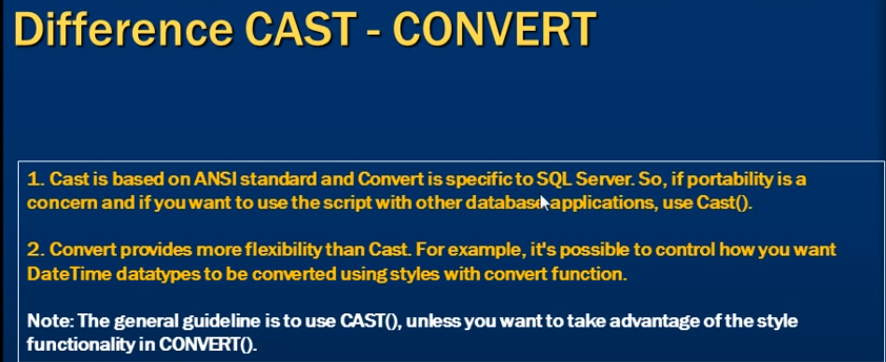 Difference CAST - CONVERT
1. Cast is based on ANSI standard and Convert is specific to SQL Server. So, if portability is a
concern and if you want to use the script with other database applications, use Cast().
2. Convert provides more flexibility than Cast. For example, it's possible to control how you want
DateTime datatypes to be converted using styles with convert function.
Note: The general guideline is to use CAST(), unless you want to take advantage of the style
functionality in CONVERT().